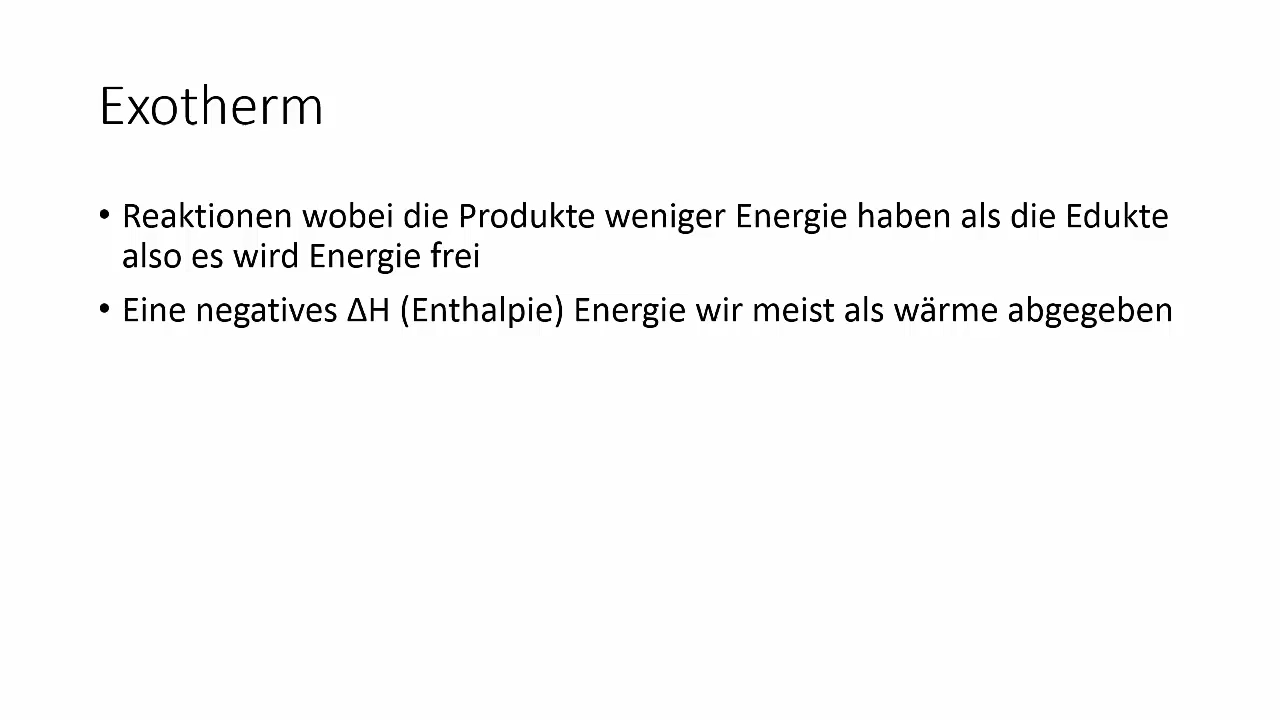 Exotherm
• Reaktionen wobei die Produkte weniger Energie haben als die Edukte
also es wird Energie frei
• Eine negatives ΔH (Enthalpie) Energie wir meist als wärme abgegeben